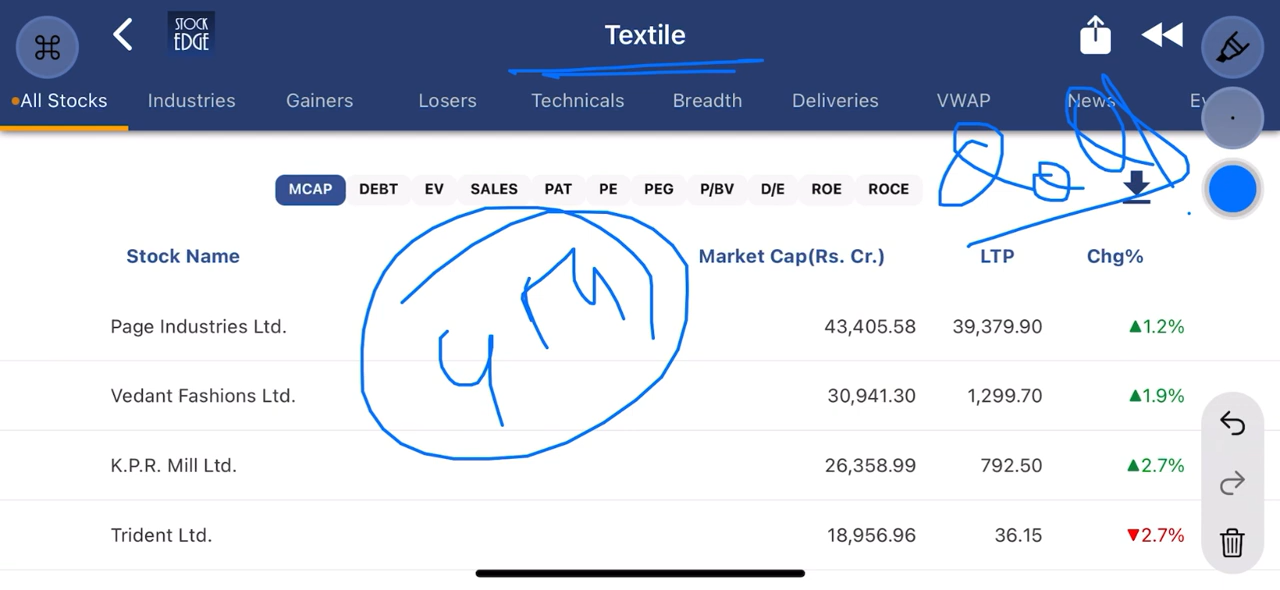 STOCK EDGE
Textile
All Stocks Industries Gainers Losers Technicals Breadth Deliveries VWAP News
MCAP DEBT EV SALES PAT PE PEG P/BV D/E ROE ROCE
Stock Name Market Cap(Rs. Cr.) LTP Chg%
Page Industries Ltd. 43,405.58 39,379.90 ▲1.2%
Vedant Fashions Ltd. 30,941.30 1,299.70 ▲1.9%
K.P.R. Mill Ltd. 26,358.99 792.50 ▲2.7%
Trident Ltd. 18,956.96 36.15 ▼2.7%